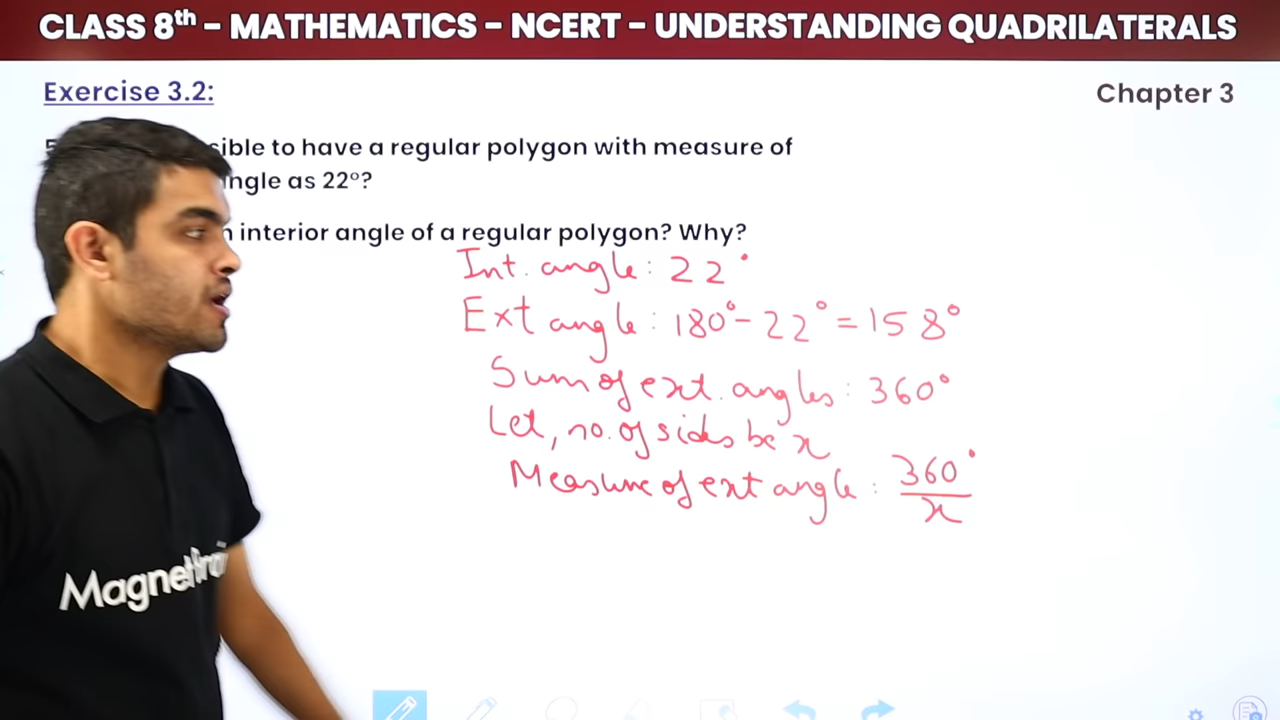 CLASS 8th - MATHEMATICS - NCERT - UNDERSTANDING QUADRILATERALS
Exercise 3.2:
Chapter 3
sible to have a regular polygon with measure of
ngle as 22°?
interior angle of a regular polygon? Why?
Int. angle: 22°
Ext angle: 180° - 22° = 158°
Sum of ext. angles: 360°
Let, no. of sides be x
Measure of ext angle: 360°/x
Magnet Brai